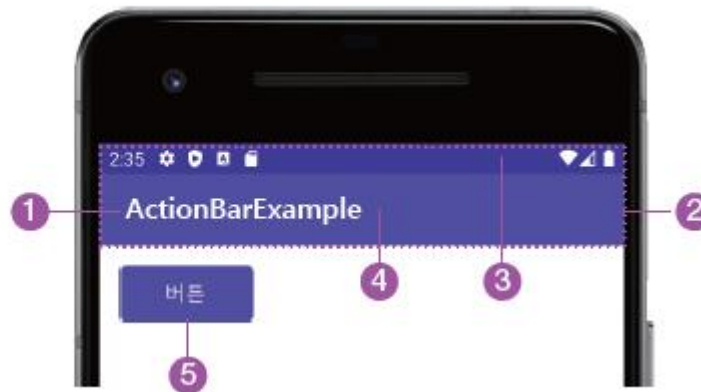 2:35
① ActionBarExample ②
④ ③
버튼
⑤